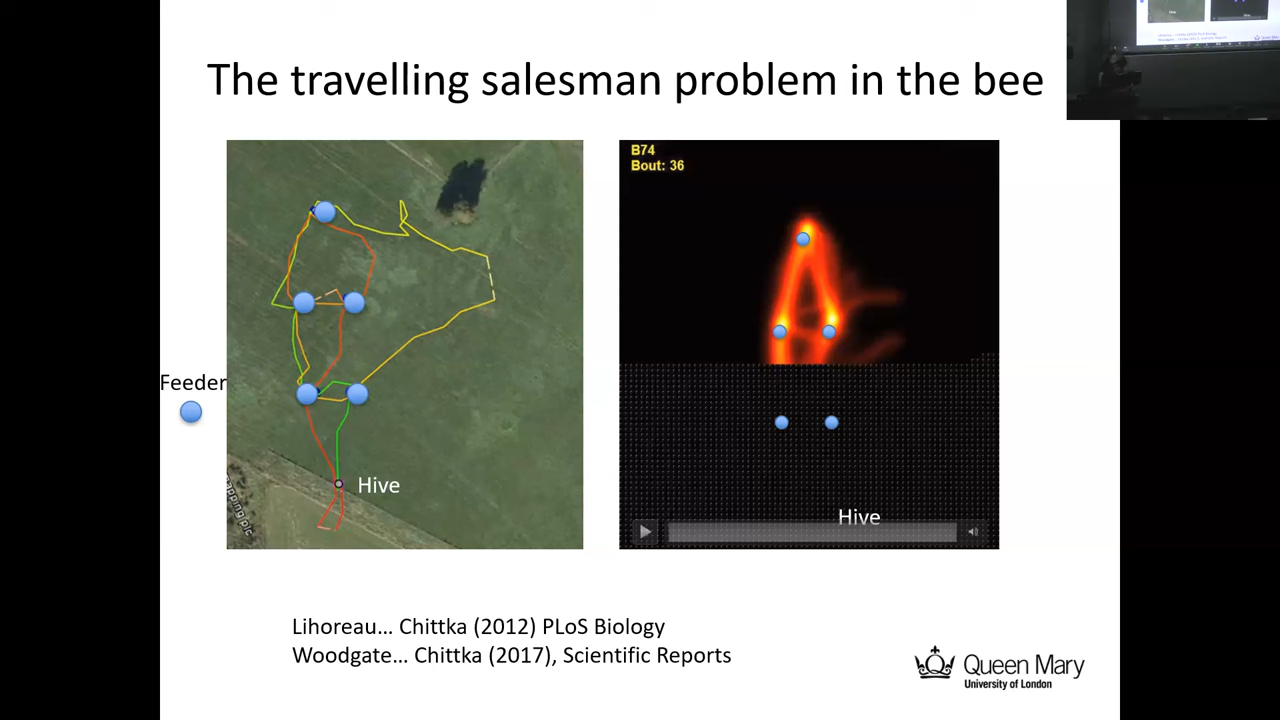 The travelling salesman problem in the bee
B74
Bout: 36
Feeder
Hive
Hive
Lihoreau... Chittka (2012) PLoS Biology
Woodgate... Chittka (2017), Scientific Reports
Queen Mary
University of London